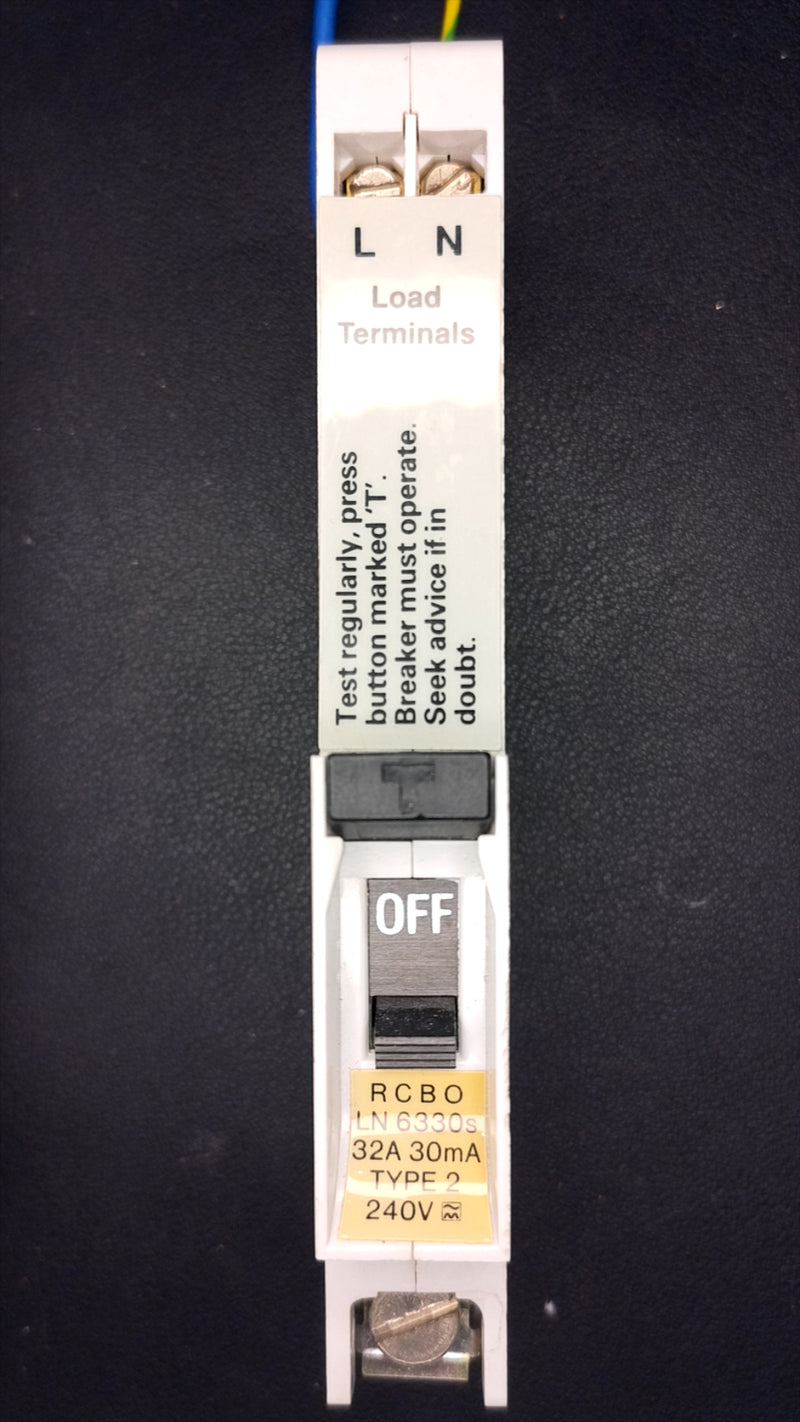 L N
Load
Terminals
Test regularly, press
button marked 'T'.
Breaker must operate.
Seek advice if in
doubt.
T
OFF
RCBO
LN 6330s
32A 30mA
TYPE 2
240V